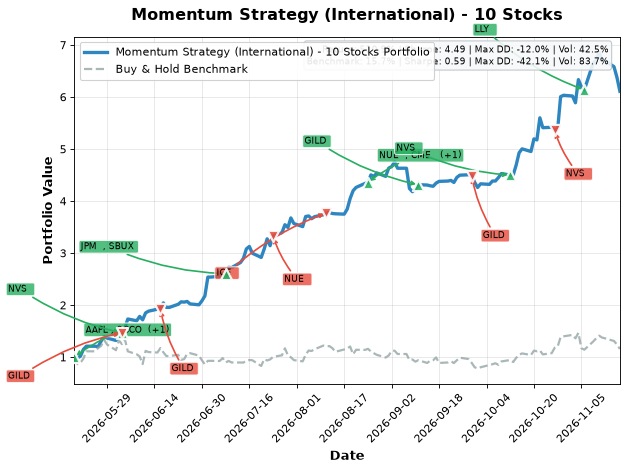 Momentum Strategy (International) - 10 Stocks
LLY
Momentum Strategy (International) - 10 Stocks Portfolio
Buy & Hold Benchmark
4.49 | Max DD: -12.0% | Vol: 42.5%
Benchmark: 15.7% | Sharpe: 0.59 | Max DD: -42.1% | Vol: 83.7%
7
6
5
4
3
2
1
Portfolio Value
GILD
NVS
(+1)
NVS
GILD
JPM , SBUX
NUE
NVS
(+1)
GILD
GILD
2026-05-29
2026-06-14
2026-06-30
2026-07-16
2026-08-01
2026-08-17
2026-09-02
2026-09-18
2026-10-04
2026-10-20
2026-11-05
Date